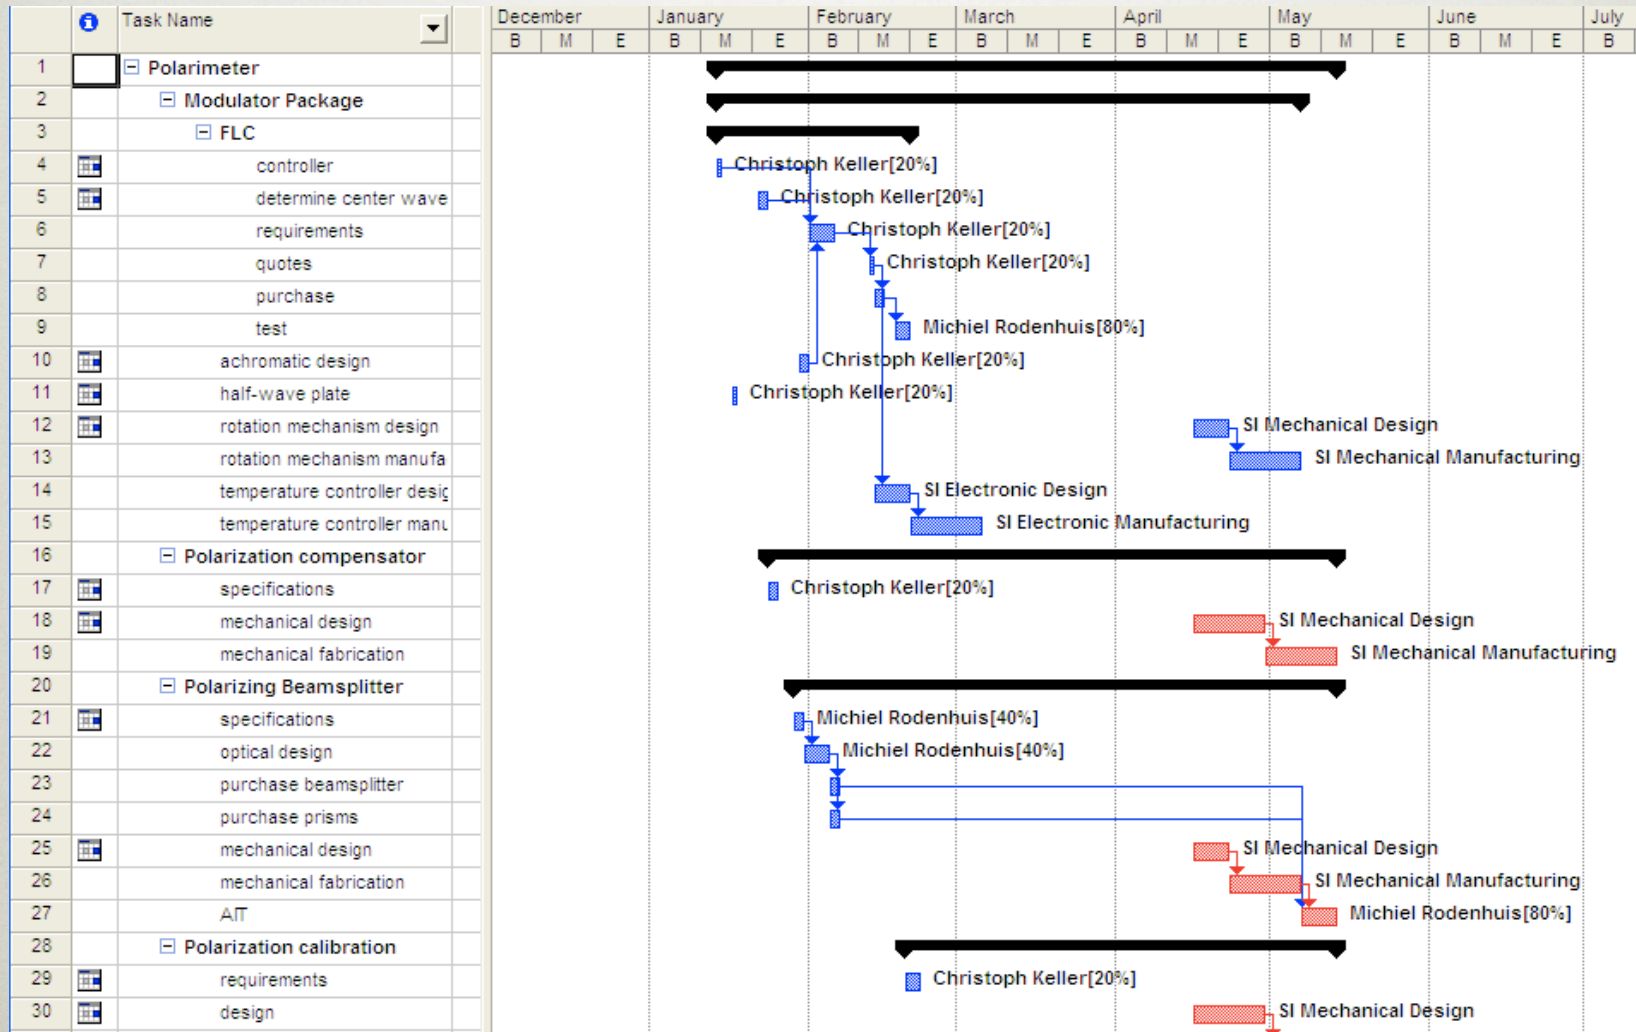 Task Name December January February March April May June July
B M E B M E B M E B M E B M E B M E B M E B
1 Polarimeter
2 Modulator Package
3 FLC
4 controller Christoph Keller[20%]
5 determine center wave Christoph Keller[20%]
6 requirements Christoph Keller[20%]
7 quotes Christoph Keller[20%]
8 purchase
9 test Michiel Rodenhuis[80%]
10 achromatic design Christoph Keller[20%]
11 half-wave plate Christoph Keller[20%]
12 rotation mechanism design SI Mechanical Design
13 rotation mechanism manufa SI Mechanical Manufacturing
14 temperature controller desig SI Electronic Design
15 temperature controller manu SI Electronic Manufacturing
16 Polarization compensator
17 specifications Christoph Keller[20%]
18 mechanical design SI Mechanical Design
19 mechanical fabrication SI Mechanical Manufacturing
20 Polarizing Beamsplitter
21 specifications Michiel Rodenhuis[40%]
22 optical design Michiel Rodenhuis[40%]
23 purchase beamsplitter
24 purchase prisms
25 mechanical design SI Mechanical Design
26 mechanical fabrication SI Mechanical Manufacturing
27 AIT Michiel Rodenhuis[80%]
28 Polarization calibration
29 requirements Christoph Keller[20%]
30 design SI Mechanical Design